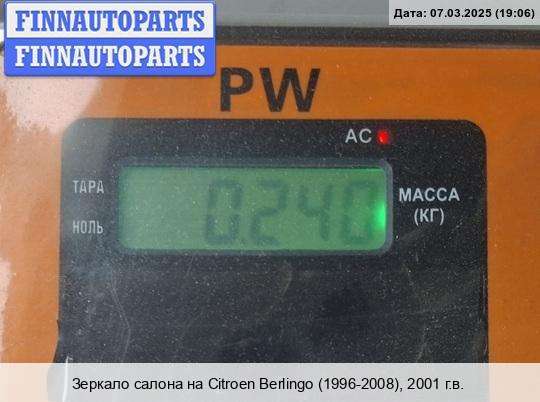 FINNAUTOPARTS
FINNAUTOPARTS
Дата: 07.03.2025 (19:06)
PW
AC
ТАРА
НОЛЬ
0.240
МАССА
(КГ)
Зеркало салона на Citroen Berlingo (1996-2008), 2001 г.в.